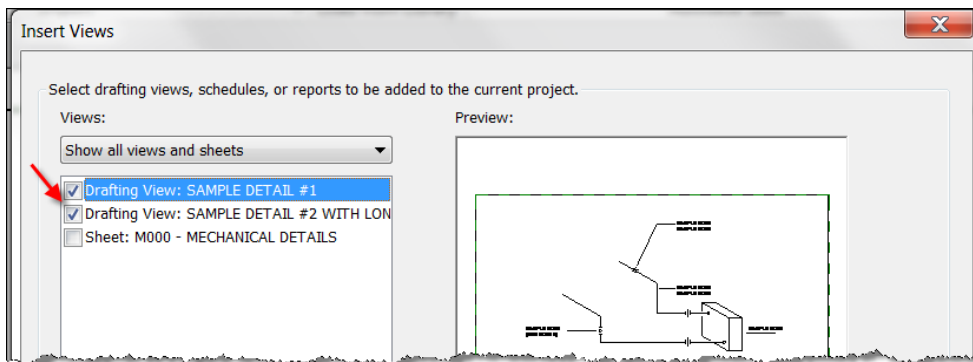 Insert Views
Select drafting views, schedules, or reports to be added to the current project.
Views:
Preview:
Show all views and sheets
Drafting View: SAMPLE DETAIL #1
Drafting View: SAMPLE DETAIL #2 WITH LON
Sheet: M000 - MECHANICAL DETAILS